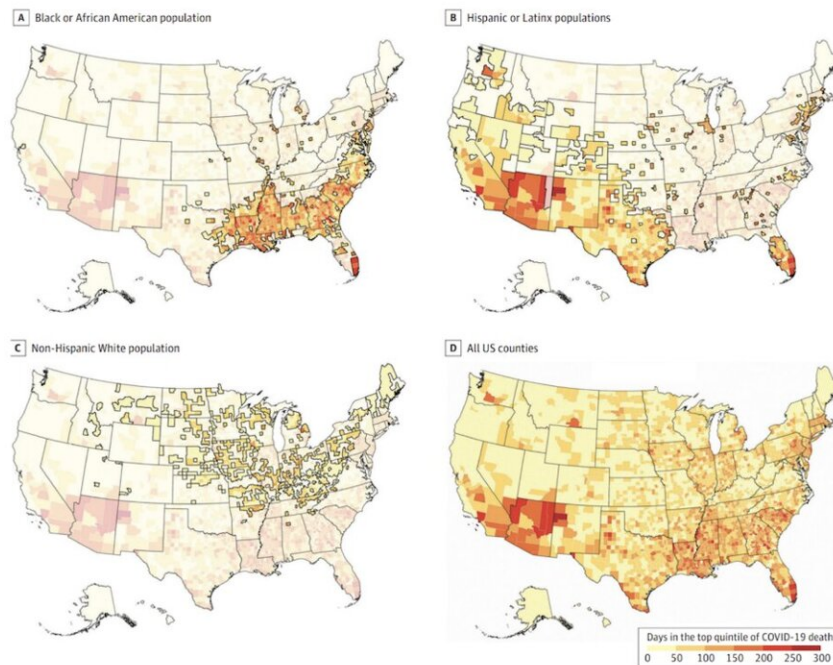 A Black or African American population
B Hispanic or Latinx populations
C Non-Hispanic White population
D All US counties
Days in the top quintile of COVID-19 death
0 50 100 150 200 250 300